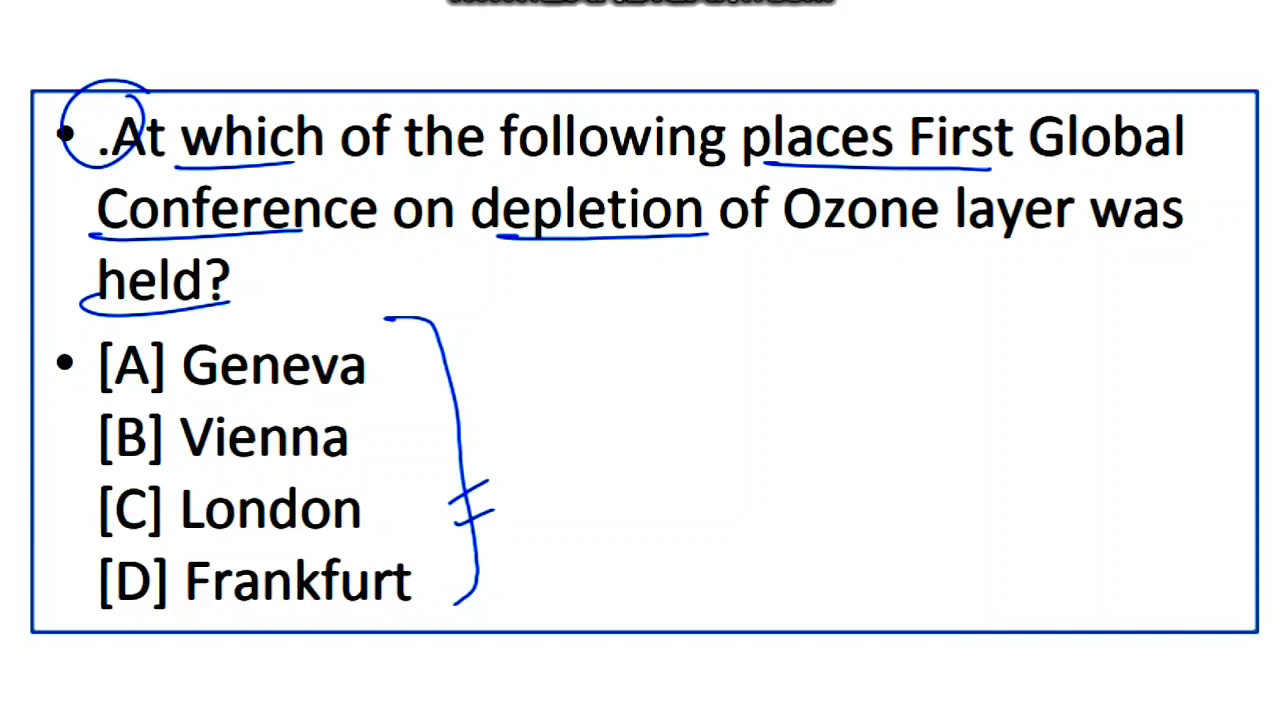 • .At which of the following places First Global
Conference on depletion of Ozone layer was
held?
• [A] Geneva
[B] Vienna
[C] London
[D] Frankfurt